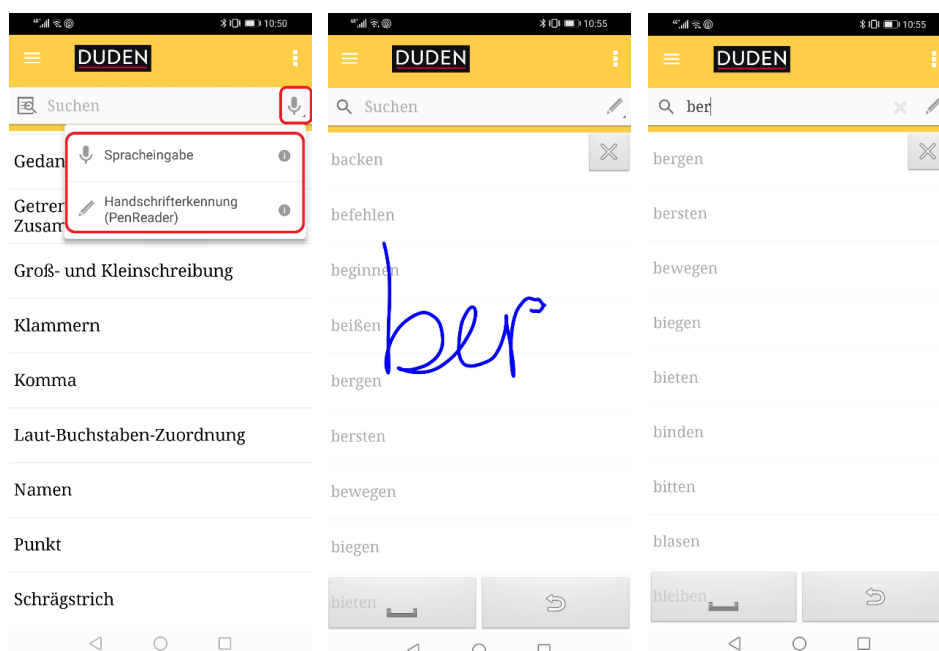 10:50
DUDEN
Suchen
Gedan
Spracheingabe
Getren
Zusam
Handschrifterkennung
(PenReader)
Groß- und Kleinschreibung
Klammern
Komma
Laut-Buchstaben-Zuordnung
Namen
Punkt
Schrägstrich
10:55
DUDEN
Suchen
backen
befehlen
beginnen
beißen
ber
bergen
bersten
bewegen
biegen
bieten
10:55
DUDEN
ber
bergen
bersten
bewegen
biegen
bieten
binden
bitten
blasen
bleiben